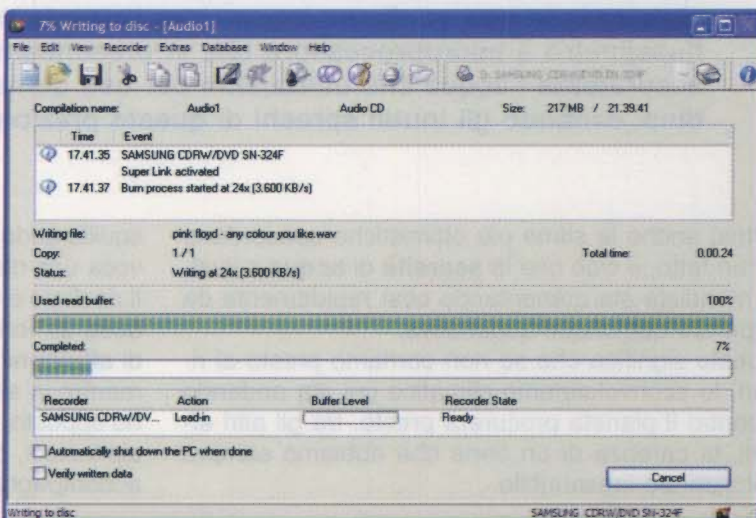 7% Writing to disc - [Audio1]
File Edit View Recorder Extras Database Window Help
D: SAMSUNG CDRW/DVD SN-324F
Compilation name: Audio1 Audio CD Size: 217 MB / 21.39.41
Time Event
17.41.35 SAMSUNG CDRW/DVD SN-324F
Super Link activated
17.41.37 Burn process started at 24x (3.600 KB/s)
Writing file: pink floyd - any colour you like.wav
Copy: 1 / 1 Total time: 0.00.24
Status: Writing at 24x (3.600 KB/s)
Used read buffer: 100%
Completed: 7%
Recorder Action Buffer Level Recorder State
SAMSUNG CDRW/DV... Lead-in Ready
Automatically shut down the PC when done
Verify written data
Cancel
Writing to disc SAMSUNG CDRW/DVD SN-324F